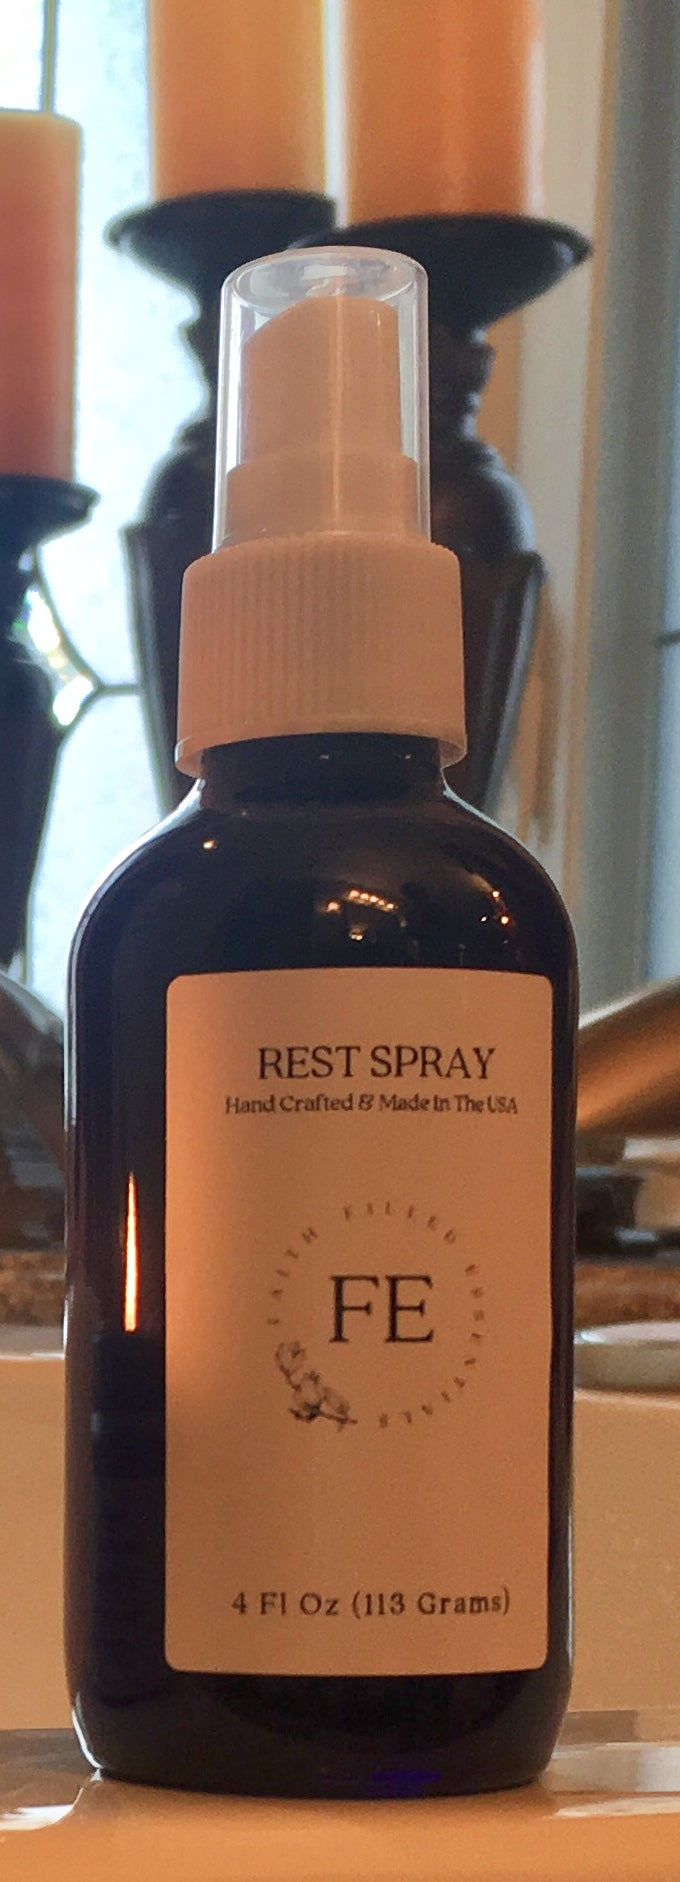 REST SPRAY
Hand Crafted & Made In The USA
FAITH FILLED ESSENTIALS
FE
4 Fl Oz (113 Grams)